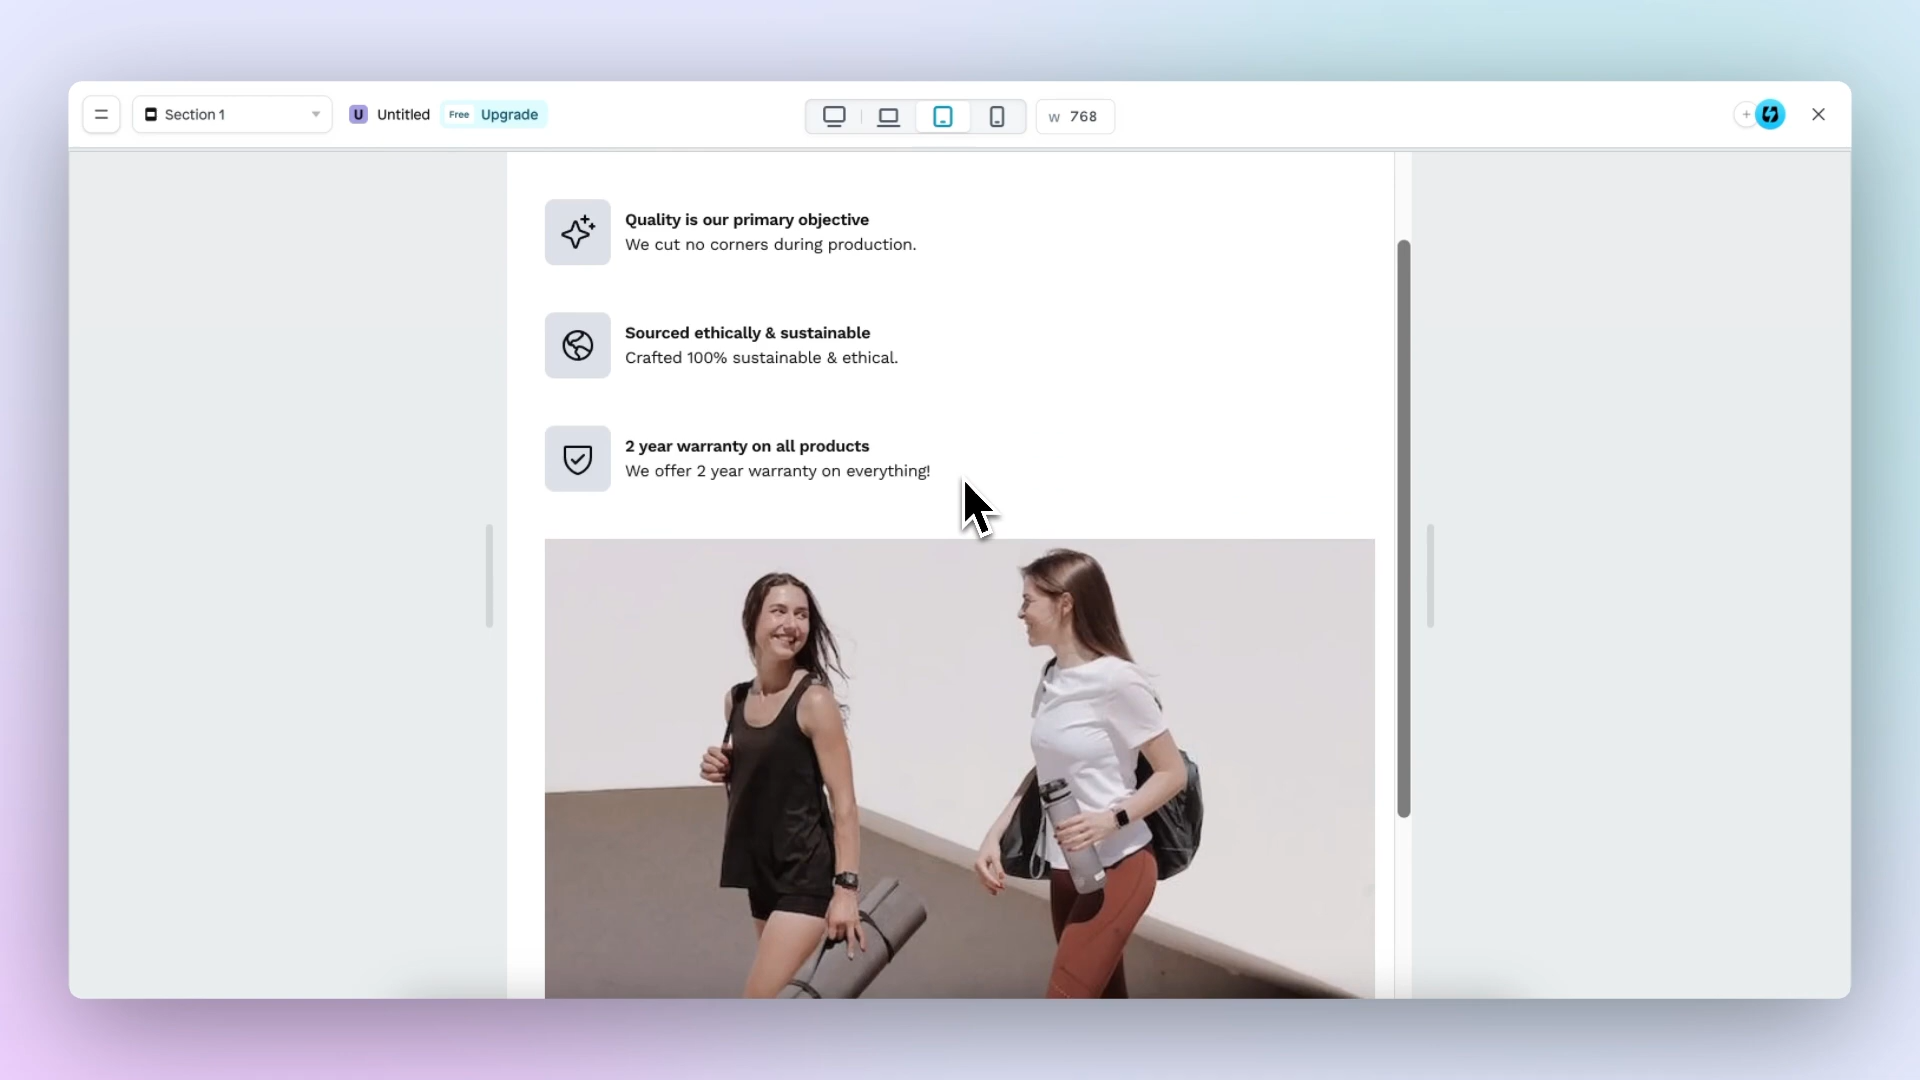 Section 1
U Untitled Free Upgrade
W 768
Quality is our primary objective
We cut no corners during production.
Sourced ethically & sustainable
Crafted 100% sustainable & ethical.
2 year warranty on all products
We offer 2 year warranty on everything!